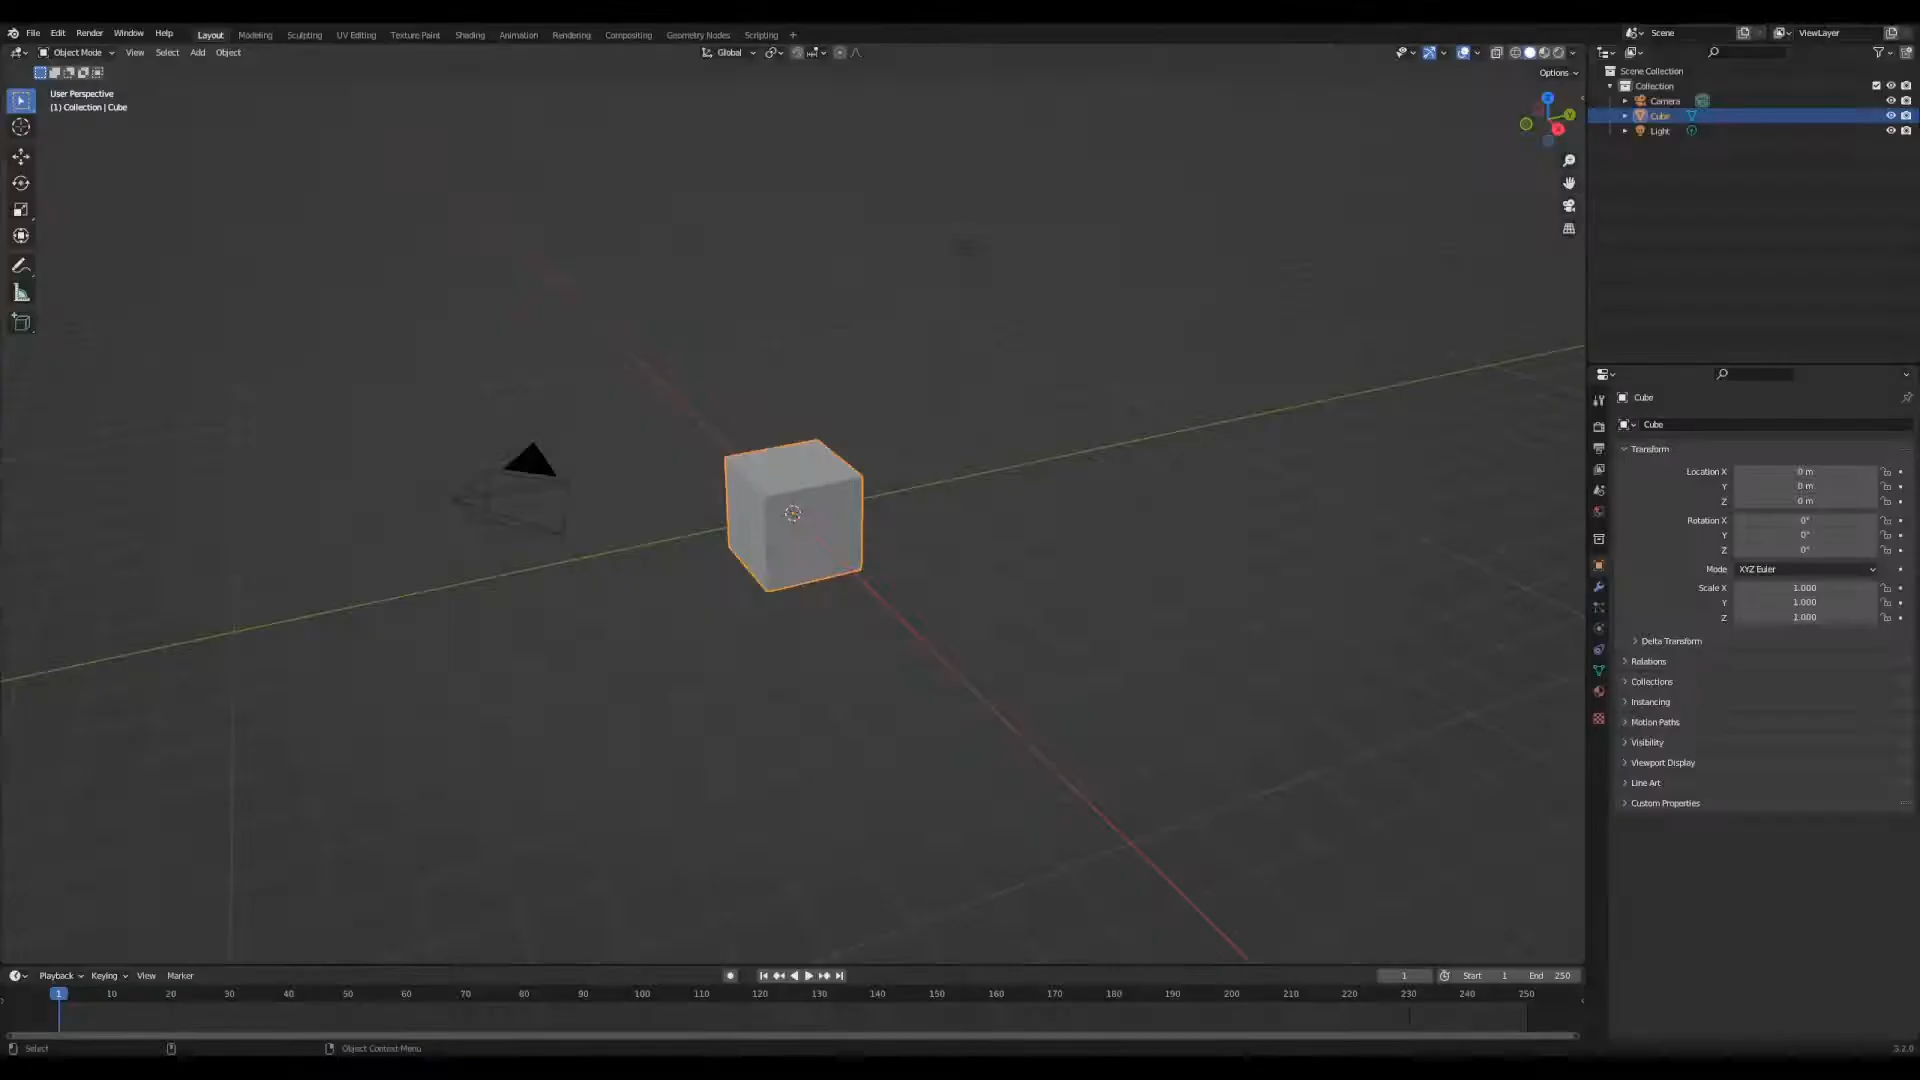 File Edit Render Window Help Layout Modeling Sculpting UV Editing Texture Paint Shading Animation Rendering Compositing Geometry Nodes Scripting + Scene ViewLayer
Object Mode View Select Add Object Global
Options
User Perspective
(1) Collection | Cube
Scene Collection
Collection
Camera
Cube
Light
Cube
Cube
Transform
Location X 0 m
Y 0 m
Z 0 m
Rotation X 0°
Y 0°
Z 0°
Mode XYZ Euler
Scale X 1.000
Y 1.000
Z 1.000
Delta Transform
Relations
Collections
Instancing
Motion Paths
Visibility
Viewport Display
Line Art
Custom Properties
Playback Keying View Marker 1 Start 1 End 250
1 10 20 30 40 50 60 70 80 90 100 110 120 130 140 150 160 170 180 190 200 210 220 230 240 250
Select Object Context Menu 3.2.0